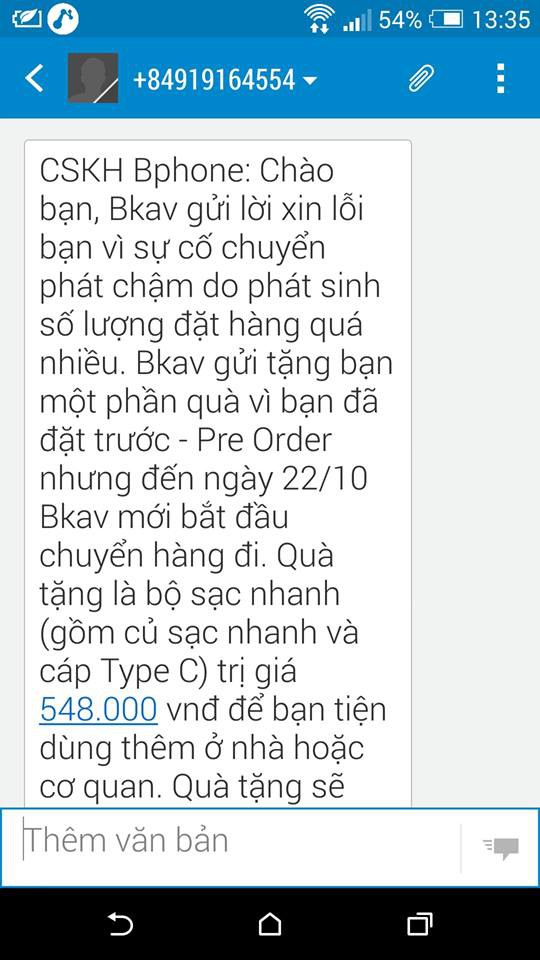 54% 13:35
+84919164554
CSKH Bphone: Chào
bạn, Bkav gửi lời xin lỗi
bạn vì sự cố chuyển
phát chậm do phát sinh
số lượng đặt hàng quá
nhiều. Bkav gửi tặng bạn
một phần quà vì bạn đã
đặt trước - Pre Order
nhưng đến ngày 22/10
Bkav mới bắt đầu
chuyển hàng đi. Quà
tặng là bộ sạc nhanh
(gồm củ sạc nhanh và
cáp Type C) trị giá
548.000 vnđ để bạn tiện
dùng thêm ở nhà hoặc
cơ quan. Quà tặng sẽ
Thêm văn bản